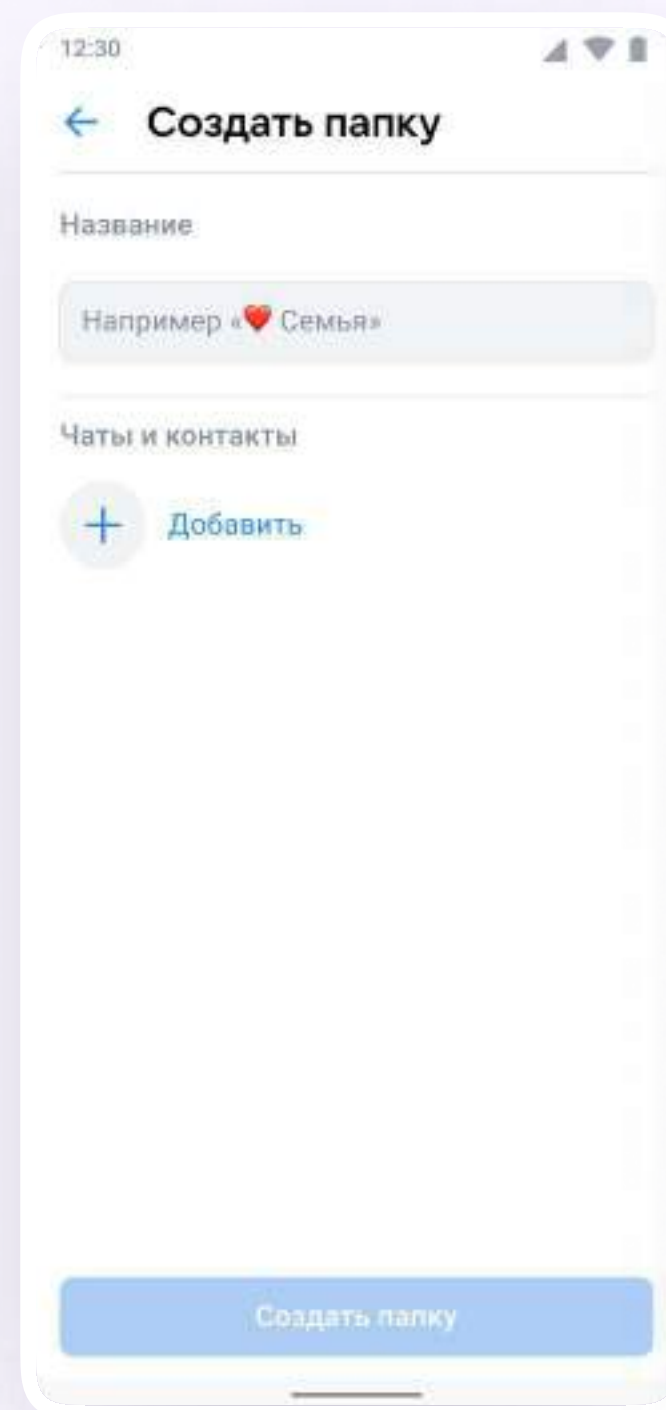 12:30
Создать папку
Название
Например «❤️ Семья»
Чаты и контакты
Добавить
Создать папку